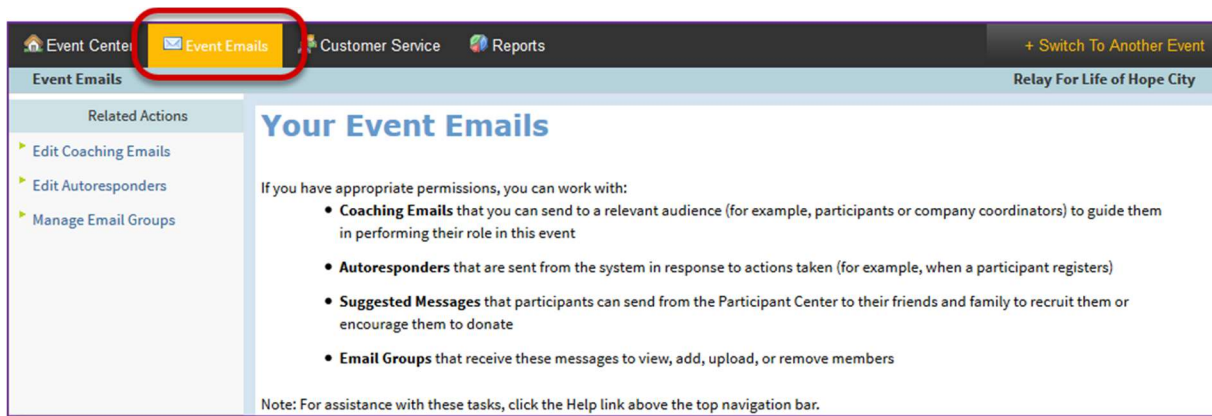 Event Center Event Emails Customer Service Reports + Switch To Another Event
Event Emails Relay For Life of Hope City
Related Actions
Edit Coaching Emails
Edit Autoresponders
Manage Email Groups
Your Event Emails
If you have appropriate permissions, you can work with:
• Coaching Emails that you can send to a relevant audience (for example, participants or company coordinators) to guide them
in performing their role in this event
• Autoresponders that are sent from the system in response to actions taken (for example, when a participant registers)
• Suggested Messages that participants can send from the Participant Center to their friends and family to recruit them or
encourage them to donate
• Email Groups that receive these messages to view, add, upload, or remove members
Note: For assistance with these tasks, click the Help link above the top navigation bar.